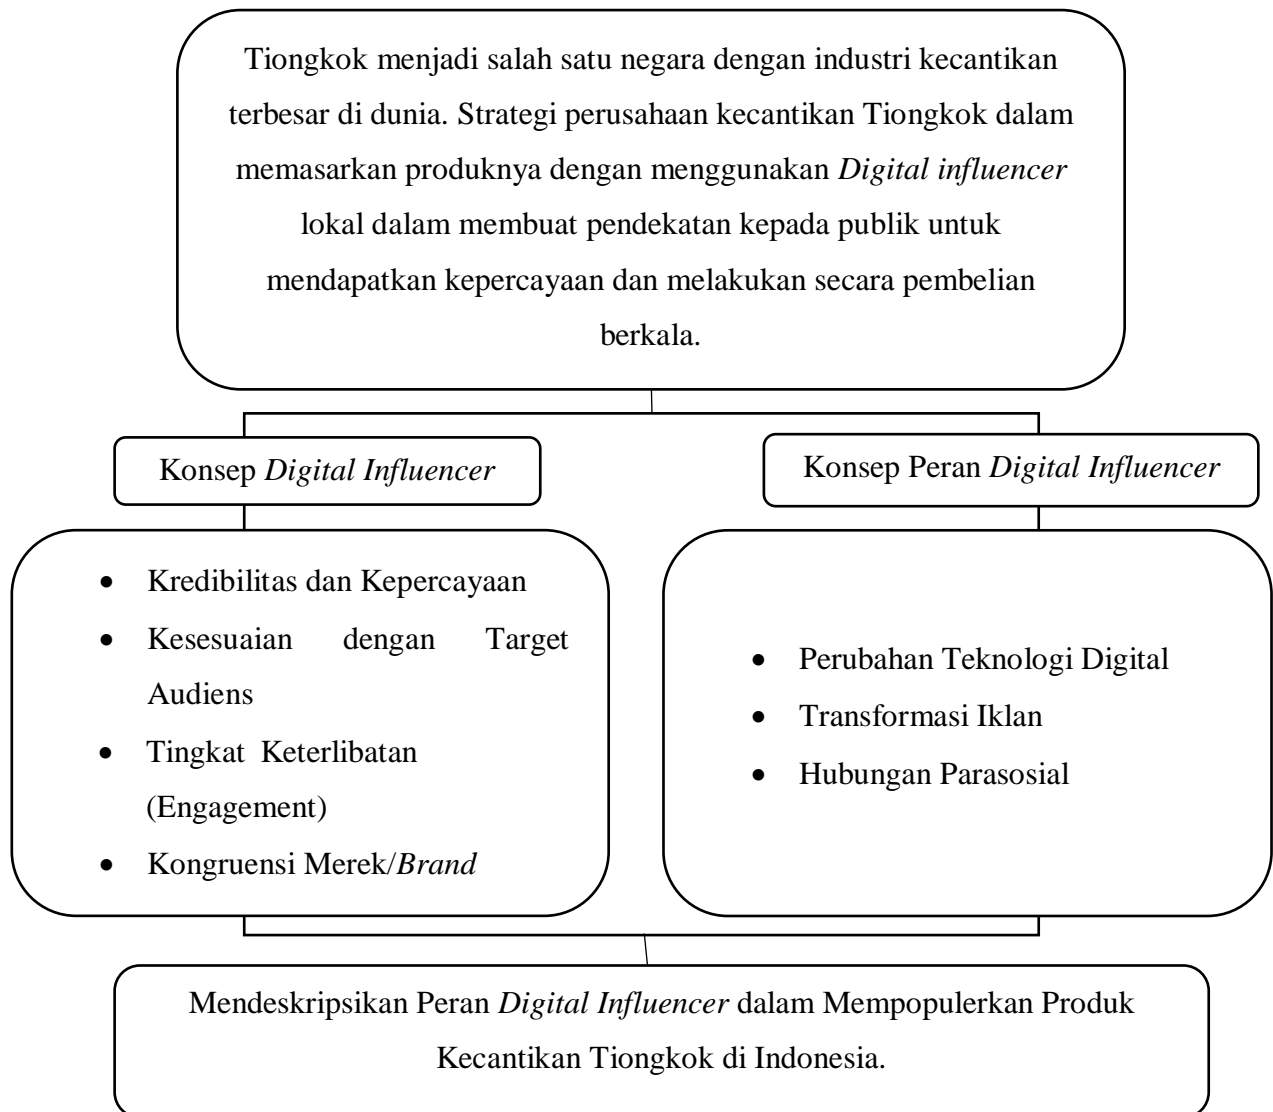 Tiongkok menjadi salah satu negara dengan industri kecantikan
terbesar di dunia. Strategi perusahaan kecantikan Tiongkok dalam
memasarkan produknya dengan menggunakan Digital influencer
lokal dalam membuat pendekatan kepada publik untuk
mendapatkan kepercayaan dan melakukan secara pembelian
berkala.
Konsep Digital Influencer
Konsep Peran Digital Influencer
• Kredibilitas dan Kepercayaan
• Kesesuaian dengan Target
Audiens
• Tingkat Keterlibatan
(Engagement)
• Kongruensi Merek/Brand
• Perubahan Teknologi Digital
• Transformasi Iklan
• Hubungan Parasosial
Mendeskripsikan Peran Digital Influencer dalam Mempopulerkan Produk
Kecantikan Tiongkok di Indonesia.